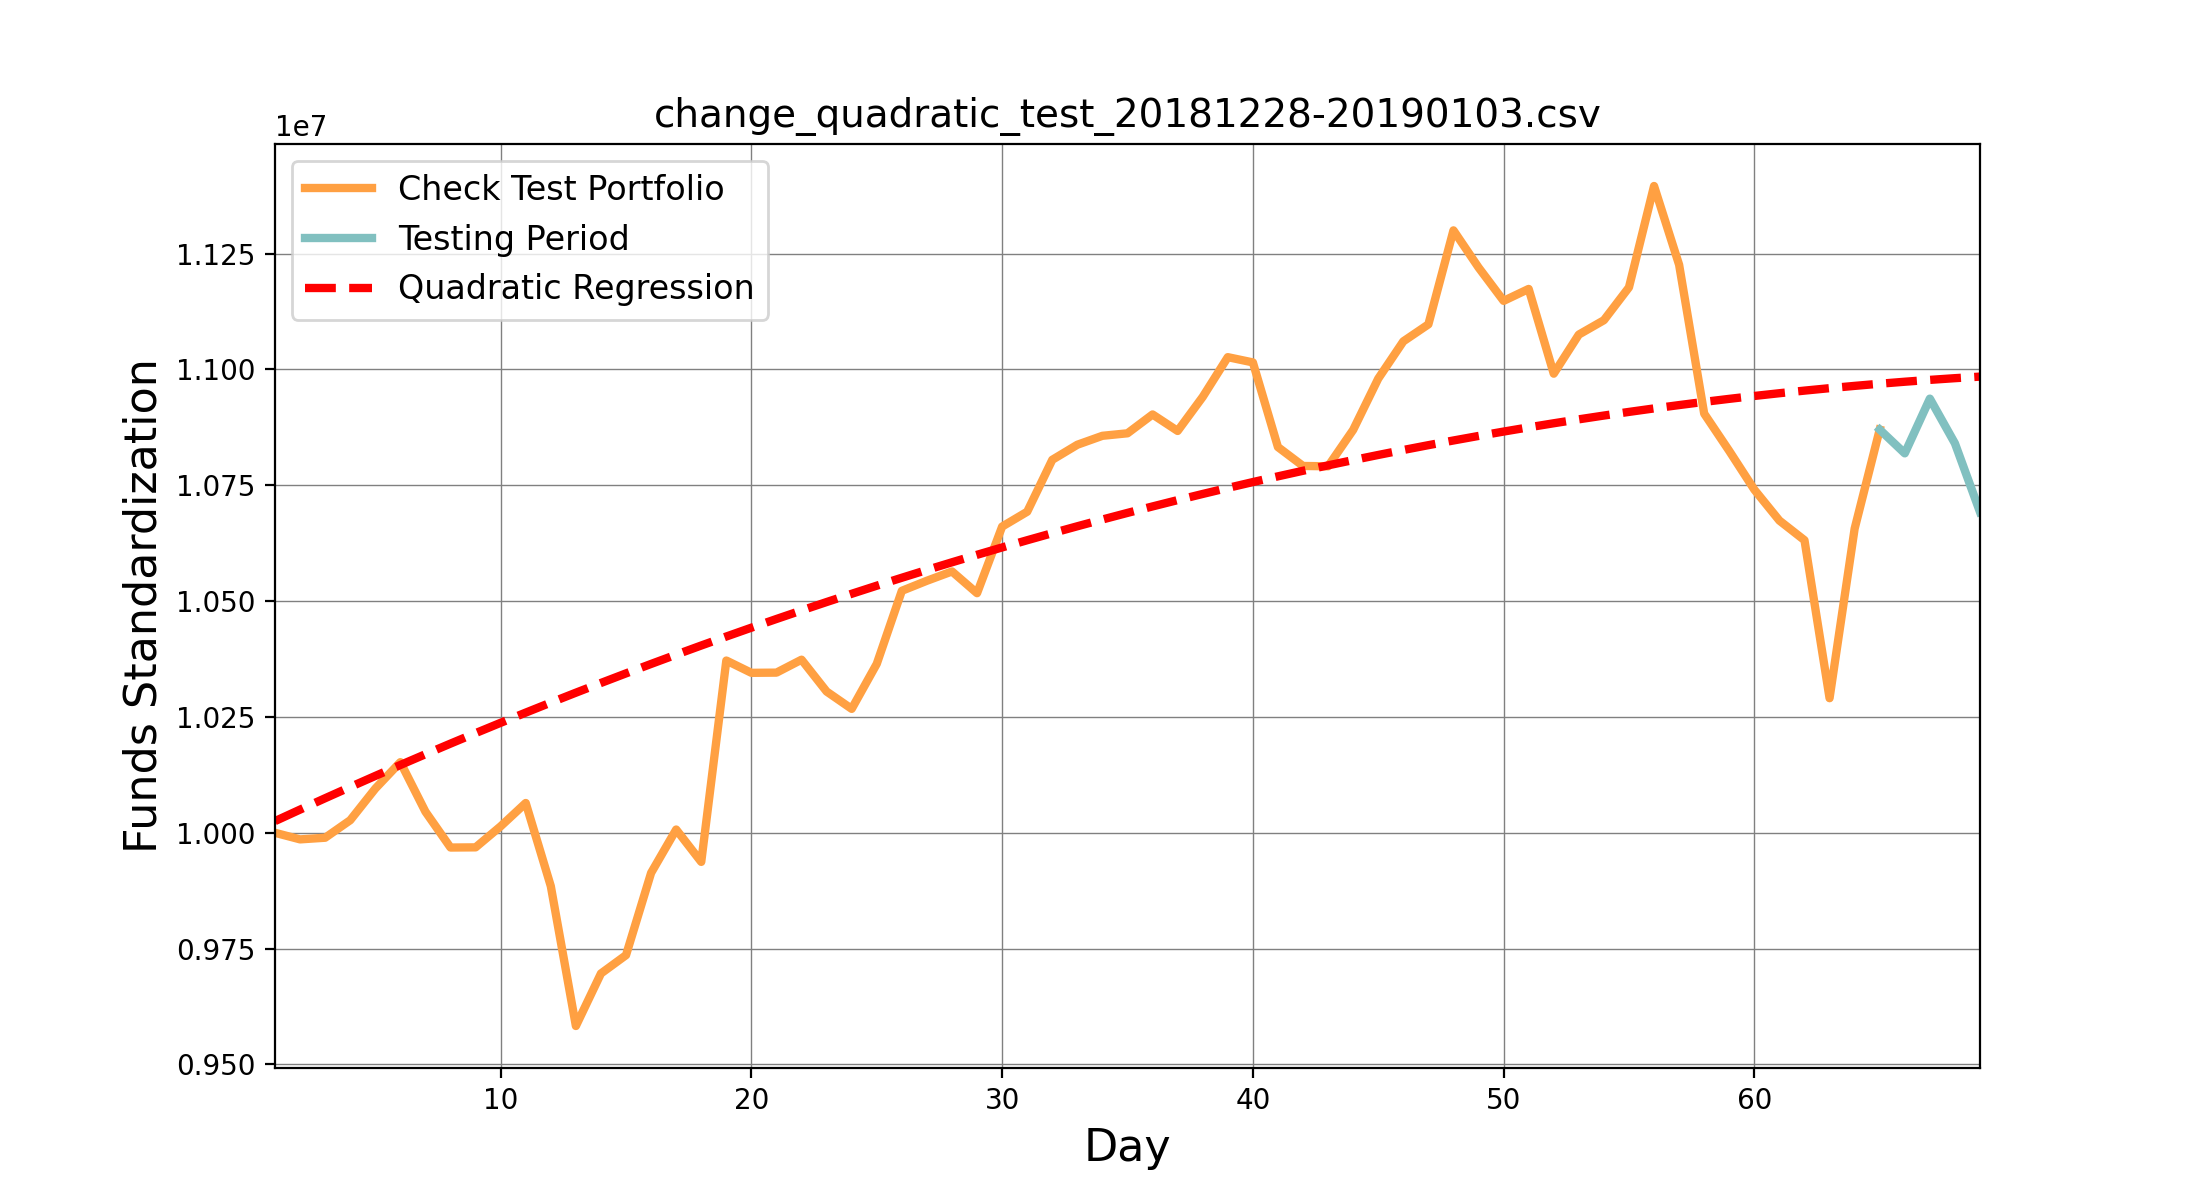 change_quadratic_test_20181228-20190103.csv
1e7
Check Test Portfolio
Testing Period
Quadratic Regression
Funds Standardization
1.125
1.100
1.075
1.050
1.025
1.000
0.975
0.950
10 20 30 40 50 60
Day